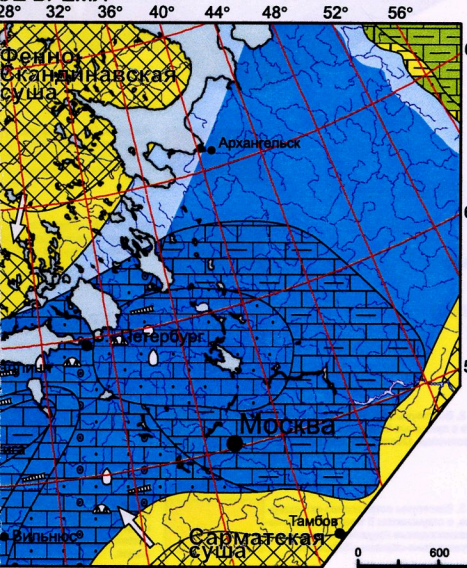 28° 32° 36° 40° 44° 48° 52° 56°
Фенно-
Скандинавская
суша
Архангельск
Петербург
Москва
Вильнюс
Тамбов
Сарматская
суша
0 600